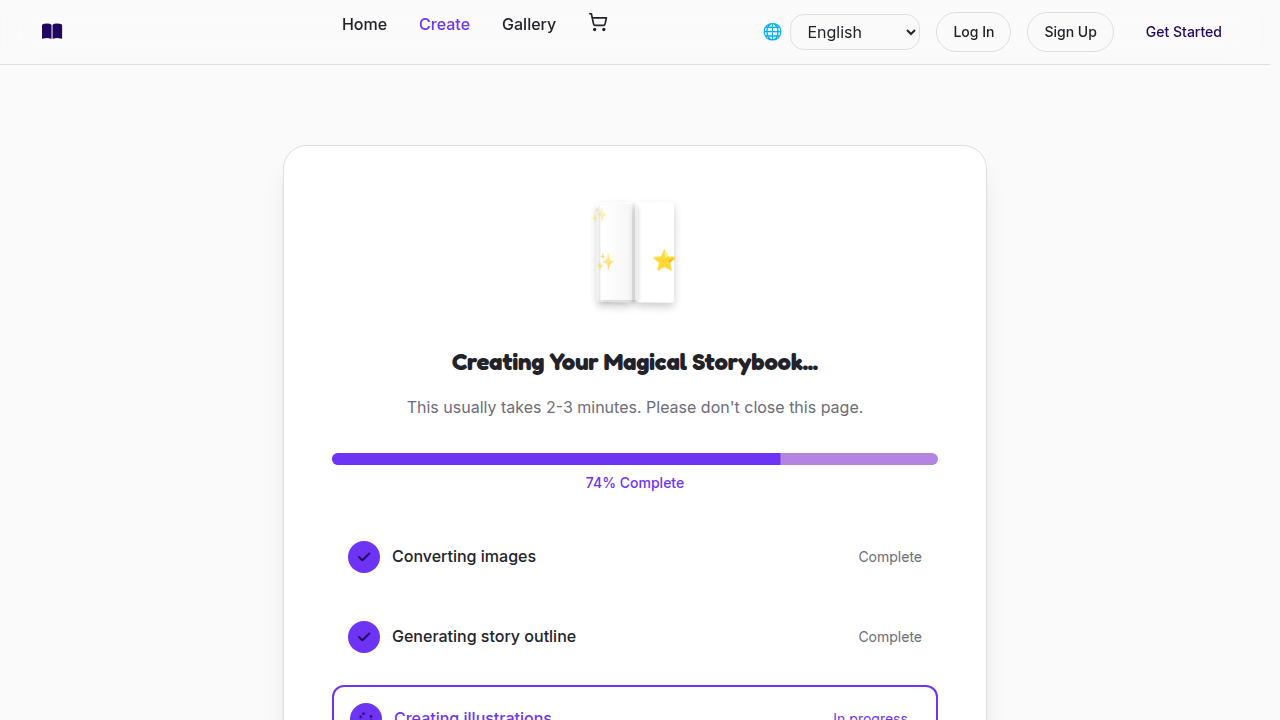 Home Create Gallery English Log In Sign Up Get Started
Creating Your Magical Storybook...
This usually takes 2-3 minutes. Please don't close this page.
74% Complete
Converting images Complete
Generating story outline Complete
Creating illustrations In progress